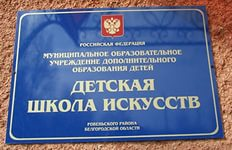 РОССИЙСКАЯ ФЕДЕРАЦИЯ
МУНИЦИПАЛЬНОЕ ОБРАЗОВАТЕЛЬНОЕ
УЧРЕЖДЕНИЕ ДОПОЛНИТЕЛЬНОГО
ОБРАЗОВАНИЯ ДЕТЕЙ
ДЕТСКАЯ
ШКОЛА ИСКУССТВ
РОВЕНЬСКОГО РАЙОНА
БЕЛГОРОДСКОЙ ОБЛАСТИ